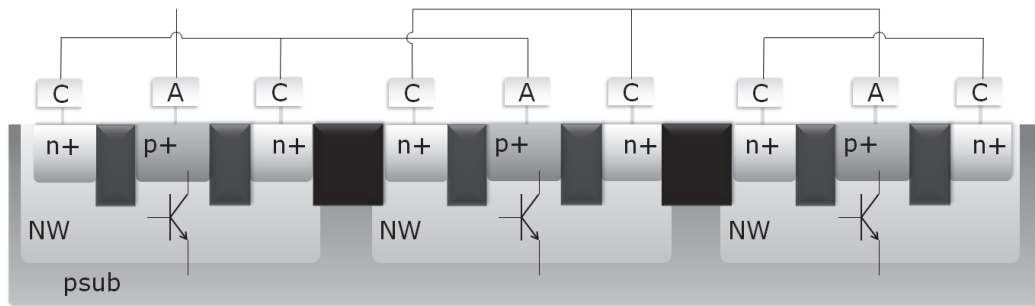 C A C C A C C A C
n+ p+ n+ n+ p+ n+ n+ p+ n+
NW NW NW
psub